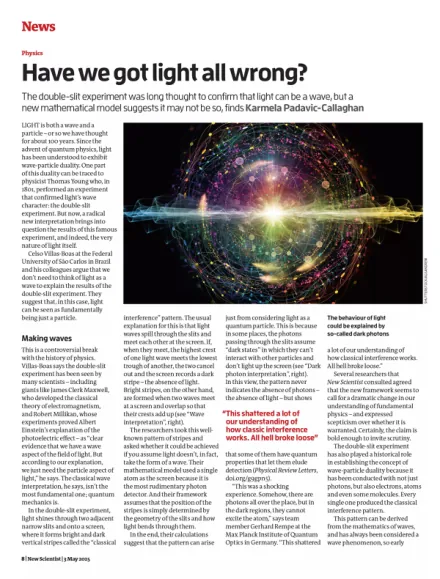 News
Physics
Have we got light all wrong?
The double-slit experiment was long thought to confirm that light can be a wave, but a
new mathematical model suggests it may not be so, finds Karmela Padavic-Callaghan
LIGHT is both a wave and a
particle – or so we have thought
for about 100 years. Since the
advent of quantum physics, light
has been understood to exhibit
wave-particle duality. One part
of this duality can be traced to
physicist Thomas Young who, in
1801, performed an experiment
that confirmed light's wave
character: the double-slit
experiment. But now, a radical
new interpretation brings into
question the results of this famous
experiment, and indeed, the very
nature of light itself.
Celso Villas-Boas at the Federal
University of São Carlos in Brazil
and his colleagues argue that we
don't need to think of light as a
wave to explain the results of the
double-slit experiment. They
suggest that, in this case, light
can be seen as fundamentally
being just a particle.
Making waves
This is a controversial break
with the history of physics.
Villas-Boas says the double-slit
experiment has been seen by
many scientists – including
giants like James Clerk Maxwell,
who developed the classical
theory of electromagnetism,
and Robert Millikan, whose
experiments proved Albert
Einstein's explanation of the
photoelectric effect – as "clear
evidence that we have a wave
aspect of the field of light. But
according to our explanation,
we just need the particle aspect of
light," he says. The classical wave
interpretation, he says, isn't the
most fundamental one; quantum
mechanics is.
In the double-slit experiment,
light shines through two adjacent
narrow slits and onto a screen,
where it forms bright and dark
vertical stripes called the "classical
interference" pattern. The usual
explanation for this is that light
waves spill through the slits and
meet each other at the screen. If,
when they meet, the highest crest
of one light wave meets the lowest
trough of another, the two cancel
out and the screen records a dark
stripe – the absence of light.
Bright stripes, on the other hand,
are formed when two waves meet
at a screen and overlap so that
their crests add up (see "Wave
interpretation", right).
The researchers took this well-
known pattern of stripes and
asked whether it could be achieved
if you assume light doesn't, in fact,
take the form of a wave. Their
mathematical model used a single
atom as the screen because it is
the most rudimentary photon
detector. And their framework
assumes that the position of the
stripes is simply determined by
the geometry of the slits and how
light bends through them.
In the end, their calculations
suggest that the pattern can arise
just from considering light as a
quantum particle. This is because
in some places, the photons
passing through the slits assume
"dark states" in which they can't
interact with other particles and
don't light up the screen (see "Dark
photon interpretation", right).
In this view, the pattern never
indicates the absence of photons –
the absence of light – but shows
"This shattered a lot of
our understanding of
how classic interference
works. All hell broke loose"
that some of them have quantum
properties that let them elude
detection (Physical Review Letters,
doi.org/g9gpn5).
"This was a shocking
experience. Somehow, there are
photons all over the place, but in
the dark regions, they cannot
excite the atom," says team
member Gerhard Rempe at the
Max Planck Institute of Quantum
Optics in Germany. "This shattered
The behaviour of light
could be explained by
so-called dark photons
a lot of our understanding of
how classical interference works.
All hell broke loose."
Several researchers that
New Scientist consulted agreed
that the new framework seems to
call for a dramatic change in our
understanding of fundamental
physics – and expressed
scepticism over whether it is
warranted. Certainly, the claim is
bold enough to invite scrutiny.
The double-slit experiment
has also played a historical role
in establishing the concept of
wave-particle duality because it
has been conducted with not just
photons, but also electrons, atoms
and even some molecules. Every
single one produced the classical
interference pattern.
This pattern can be derived
from the mathematics of waves,
and has always been considered a
wave phenomenon, so early
8 | New Scientist | 3 May 2025